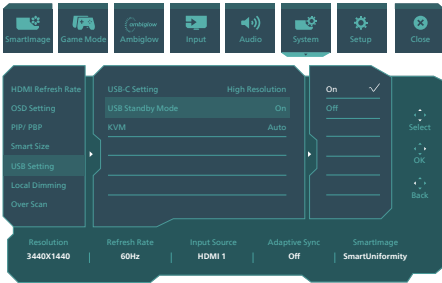 ambiglow
SmartImage
Game Mode
Ambiglow
Input
Audio
System
Setup
Close
HDMI Refresh Rate
OSD Setting
PIP/ PBP
Smart Size
USB Setting
Local Dimming
Over Scan
USB-C Setting High Resolution
USB Standby Mode On
KVM Auto
On
Off
Select
OK
Back
Resolution
3440X1440
Refresh Rate
60Hz
Input Source
HDMI 1
Adaptive Sync
Off
SmartImage
SmartUniformity